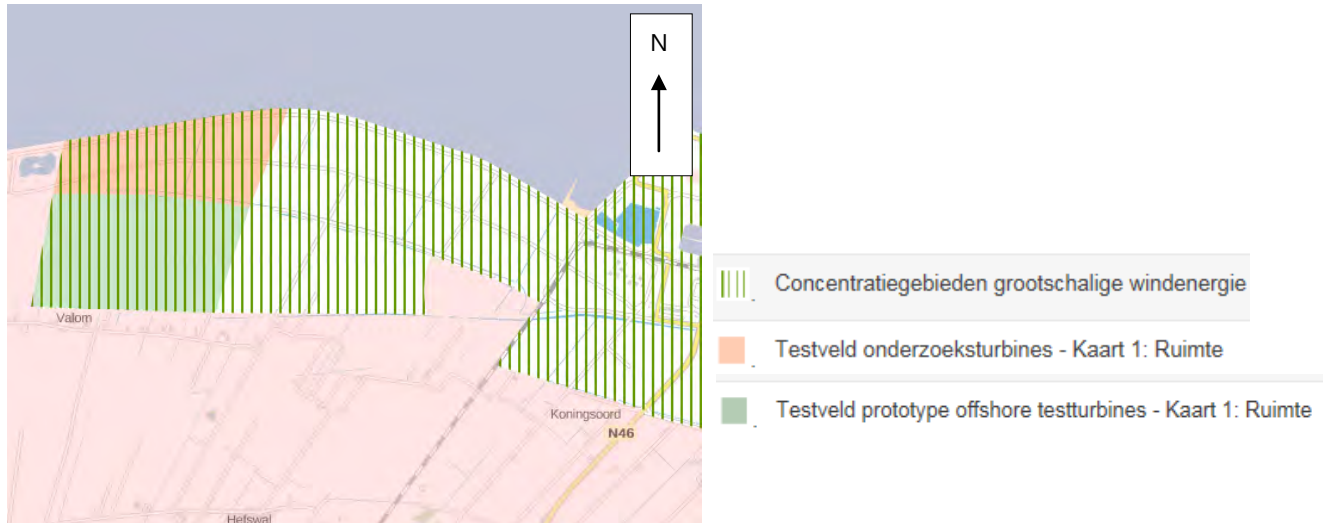 N
Valom
Koningsoord
N46
Hefswal
Concentratiegebieden grootschalige windenergie
Testveld onderzoeksturbines - Kaart 1: Ruimte
Testveld prototype offshore testturbines - Kaart 1: Ruimte